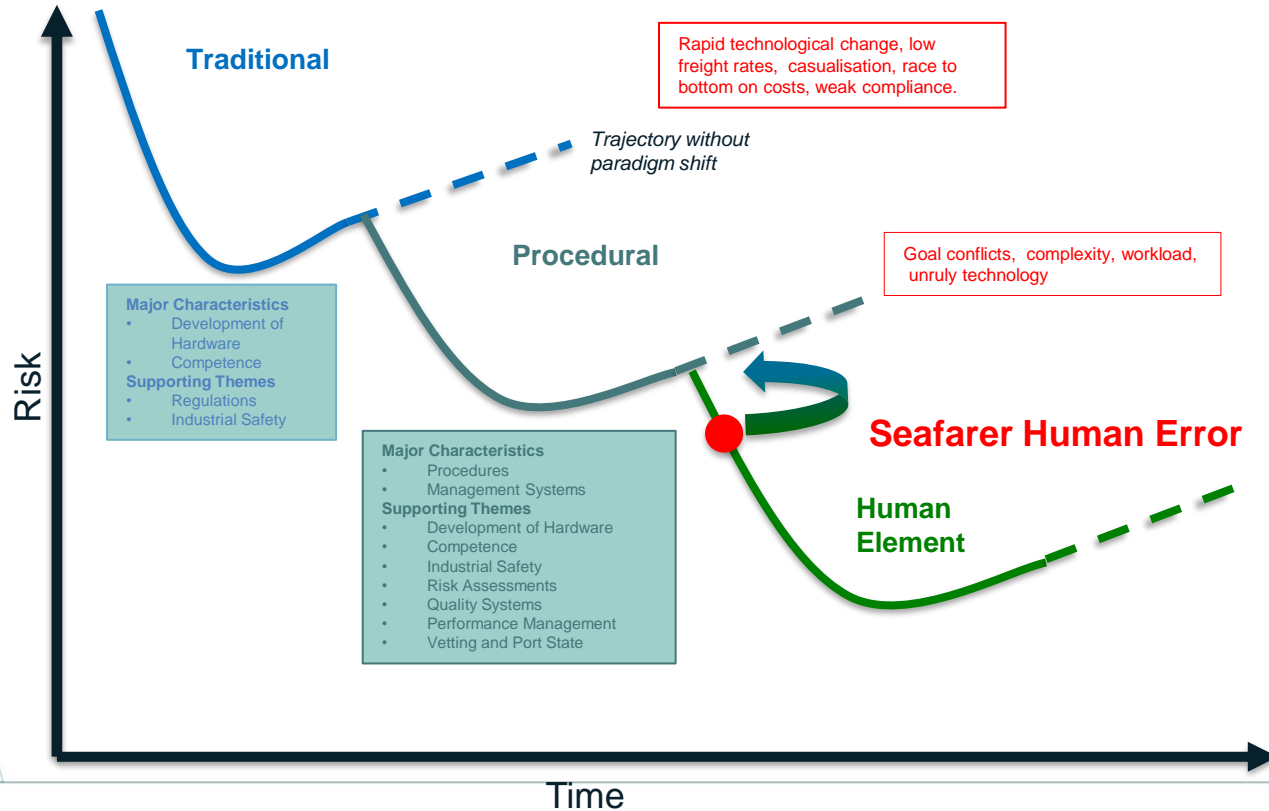 Traditional
Rapid technological change, low
freight rates, casualisation, race to
bottom on costs, weak compliance.
Trajectory without
paradigm shift
Procedural
Goal conflicts, complexity, workload,
unruly technology
Major Characteristics
• Development of
Hardware
• Competence
Supporting Themes
• Regulations
• Industrial Safety
Risk
Major Characteristics
• Procedures
• Management Systems
Supporting Themes
• Development of Hardware
• Competence
• Industrial Safety
• Risk Assessments
• Quality Systems
• Performance Management
• Vetting and Port State
Seafarer Human Error
Human
Element
Time